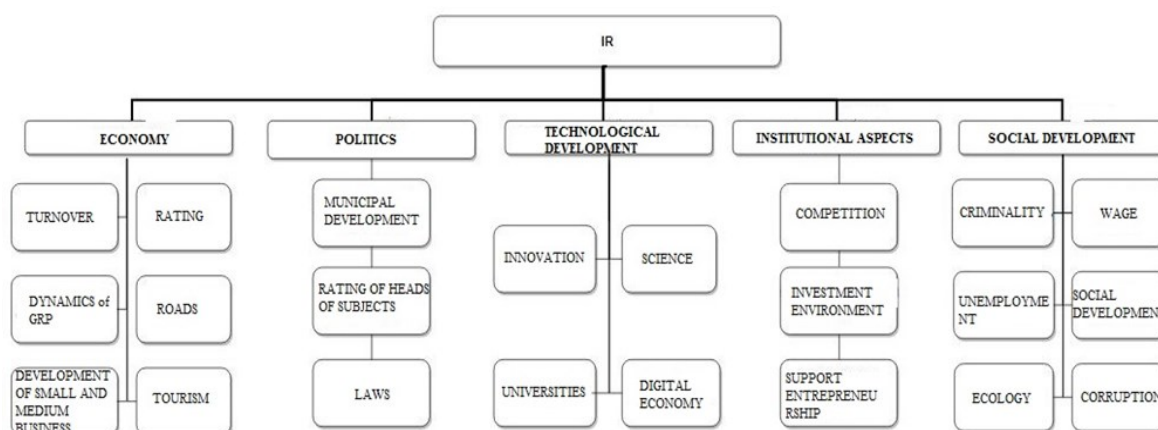 IR
ECONOMY
POLITICS
TECHNOLOGICAL
DEVELOPMENT
INSTITUTIONAL ASPECTS
SOCIAL DEVELOPMENT
TURNOVER
RATING
DYNAMICS of
GRP
ROADS
DEVELOPMENT
OF SMALL AND
MEDIUM
BUSINESS
TOURISM
MUNICIPAL
DEVELOPMENT
RATING OF HEADS
OF SUBJECTS
LAWS
INNOVATION
SCIENCE
UNIVERSITIES
DIGITAL
ECONOMY
COMPETITION
INVESTMENT
ENVIRONMENT
SUPPORT
ENTREPRENEU
RSHIP
CRIMINALITY
WAGE
UNEMPLOYME
NT
SOCIAL
DEVELOPMENT
ECOLOGY
CORRUPTION